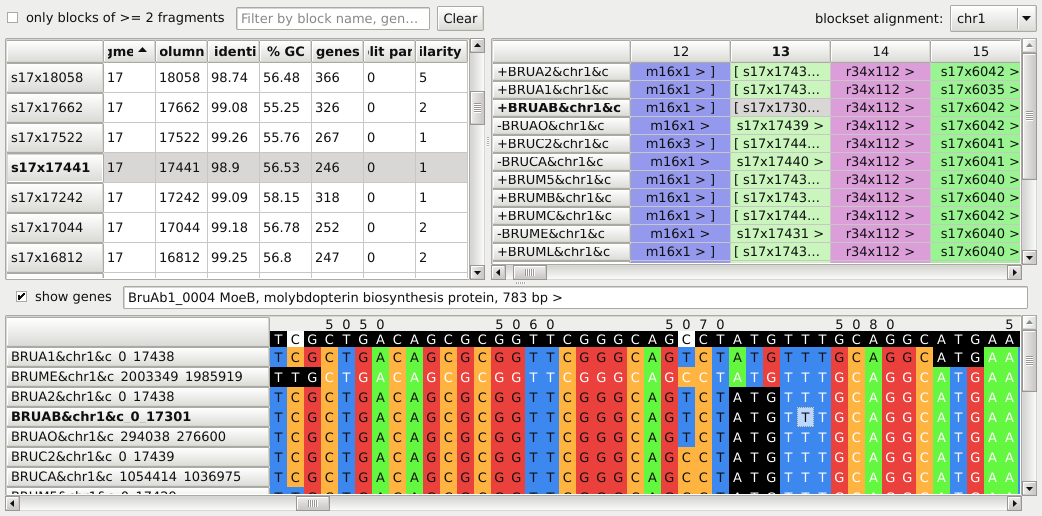 only blocks of >= 2 fragments
Filter by block name, gen...
Clear
blockset alignment:
chr1
gme olumn identi % GC genes lit par ilarity
s17x18058 17 18058 98.74 56.48 366 0 5
s17x17662 17 17662 99.08 55.25 326 0 2
s17x17522 17 17522 99.26 55.76 267 0 1
s17x17441 17 17441 98.9 56.53 246 0 1
s17x17242 17 17242 99.09 58.15 318 0 1
s17x17044 17 17044 99.18 56.78 252 0 2
s17x16812 17 16812 99.25 56.8 247 0 2
12 13 14 15
+BRUA2&chr1&c m16x1 > ] [ s17x1743... r34x112 > s17x6042 >
+BRUA1&chr1&c m16x1 > ] [ s17x1743... r34x112 > s17x6035 >
+BRUAB&chr1&c m16x1 > ] [ s17x1730... r34x112 > s17x6042 >
-BRUAO&chr1&c m16x1 > s17x17439 > r34x112 > s17x6042 >
+BRUC2&chr1&c m16x3 > ] [ s17x1744... r34x112 > s17x6041 >
-BRUCA&chr1&c m16x1 > s17x17440 > r34x112 > s17x6041 >
+BRUM5&chr1&c m16x1 > ] [ s17x1743... r34x112 > s17x6040 >
+BRUMB&chr1&c m16x1 > ] [ s17x1743... r34x112 > s17x6040 >
+BRUMC&chr1&c m16x1 > ] [ s17x1744... r34x112 > s17x6042 >
-BRUME&chr1&c m16x1 > s17x17431 > r34x112 > s17x6040 >
+BRUML&chr1&c m16x1 > ] [ s17x1743... r34x112 > s17x6040 >
show genes
BruAb1_0004 MoeB, molybdopterin biosynthesis protein, 783 bp >
5 0 5 0 5 0 6 0 5 0 7 0 5 0 8 0 5
T C G C T G A C A G C G C G G T T C G G G C A G C C T A T G T T T G C A G G C A T G A A
BRUA1&chr1&c 0 17438 T C G C T G A C A G C G C G G T T C G G G C A G T C T A T G T T T G C A G G C A T G A A
BRUME&chr1&c 2003349 1985919 T T G C T G A C A G C G C G G T T C G G G C A G C C T A T G T T T G C A G G C A T G A A
BRUA2&chr1&c 0 17438 T C G C T G A C A G C G C G G T T C G G G C A G T C T A T G T T T G C A G G C A T G A A
BRUAB&chr1&c 0 17301 T C G C T G A C A G C G C G G T T C G G G C A G T C T A T G T T T G C A G G C A T G A A
BRUAO&chr1&c 294038 276600 T C G C T G A C A G C G C G G T T C G G G C A G T C T A T G T T T G C A G G C A T G A A
BRUC2&chr1&c 0 17439 T C G C T G A C A G C G C G G T T C G G G C A G C C T A T G T T T G C A G G C A T G A A
BRUCA&chr1&c 1054414 1036975 T C G C T G A C A G C G C G G T T C G G G C A G C C T A T G T T T G C A G G C A T G A A